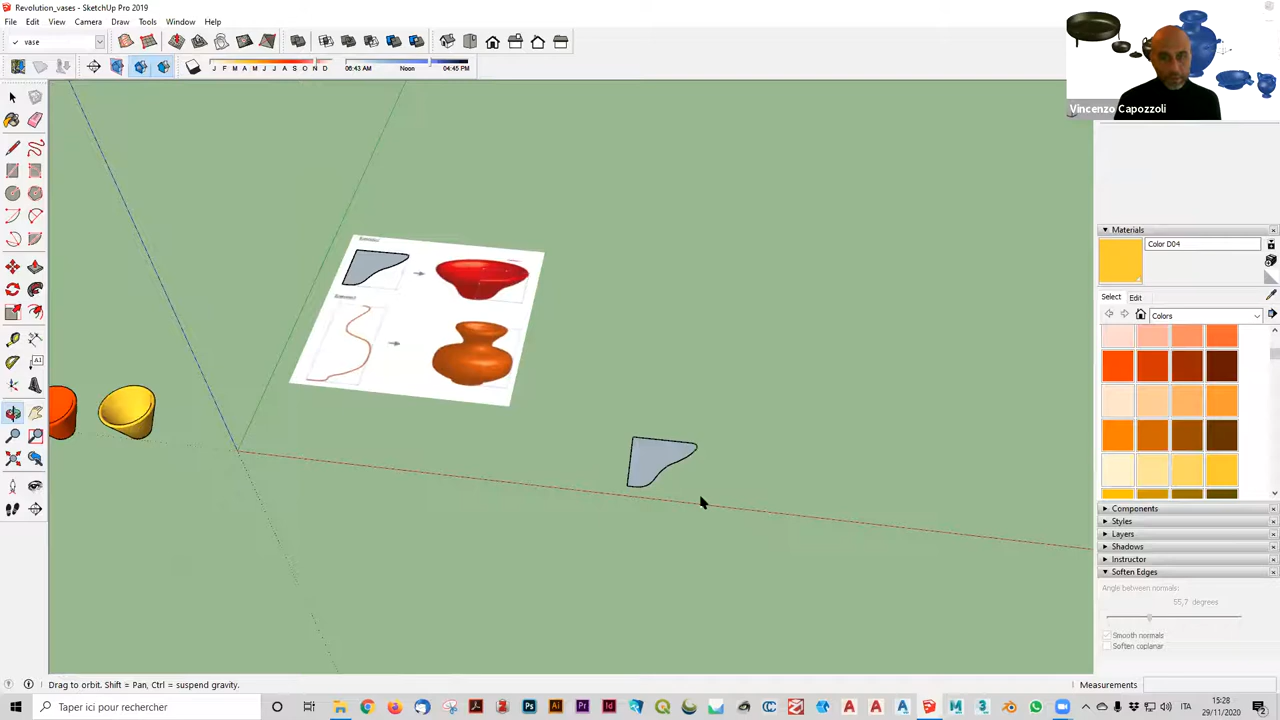 Revolution_vases - SketchUp Pro 2019
File Edit View Camera Draw Tools Window Help
vase
J F M A M J J A S O N D
06:43 AM Noon 04:45 PM
Vincenzo Capozzoli
Materials
Color D04
Select Edit
Colors
Components
Styles
Layers
Shadows
Instructor
Soften Edges
Angle between normals:
55,7 degrees
Smooth normals
Soften coplanar
Drag to orbit. Shift = Pan, Ctrl = suspend gravity.
Measurements
Taper ici pour rechercher
ITA
15:28
29/11/2020